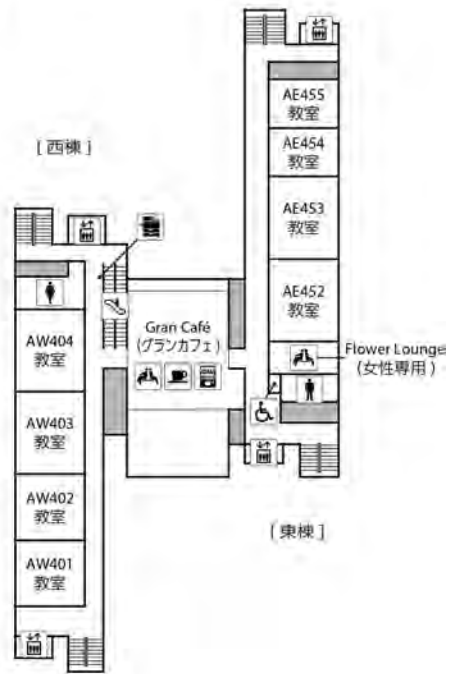 AE455
教室
AE454
教室
[西棟]
AE453
教室
AE452
教室
Gran Café
(グランカフェ)
Flower Lounge
(女性専用)
AW404
教室
AW403
教室
AW402
教室
[東棟]
AW401
教室